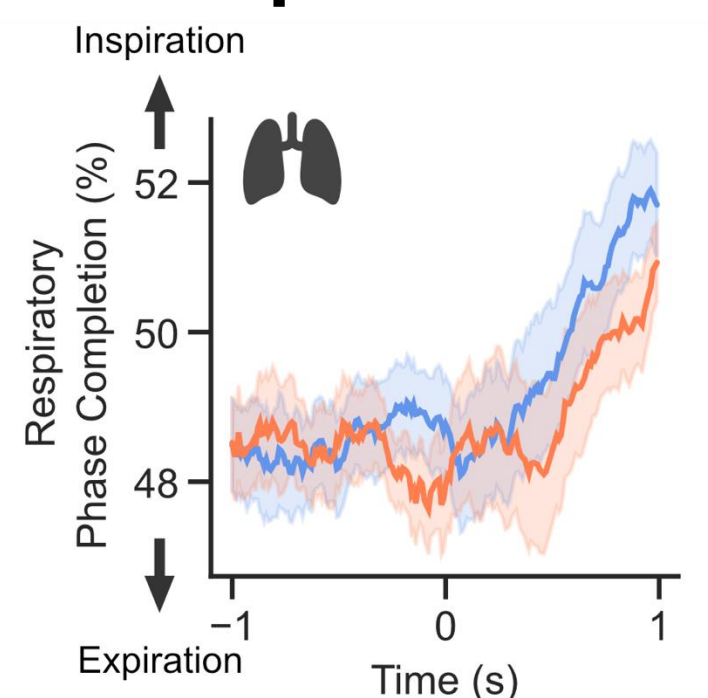 Inspiration
Respiratory
Phase Completion (%)
52
50
48
−1
0
1
Expiration
Time (s)